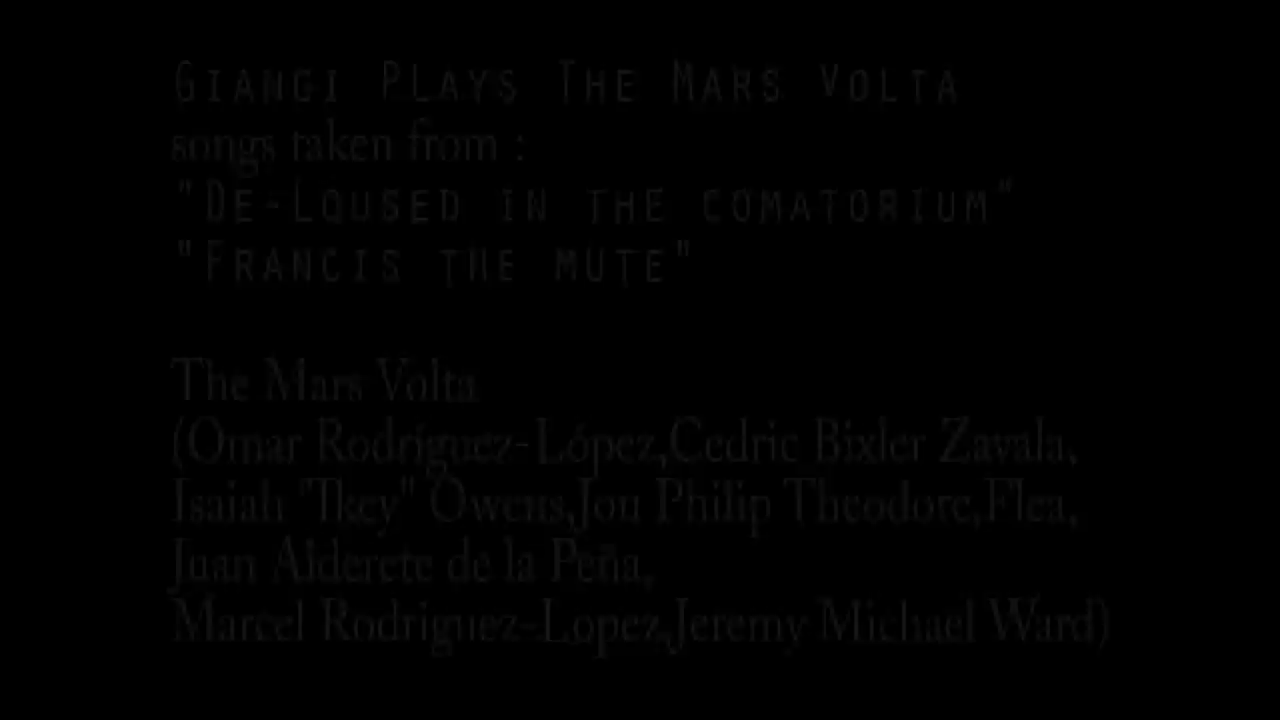 Giangi Plays The Mars Volta
songs taken from :
"De-Loused in the comatorium"
"Francis the mute"
The Mars Volta
(Omar Rodríguez-López,Cedric Bixler Zavala,
Isaiah "Ikey" Owens,Jon Philip Theodore,Flea,
Juan Alderete de la Peña,
Marcel Rodriguez-Lopez,Jeremy Michael Ward)